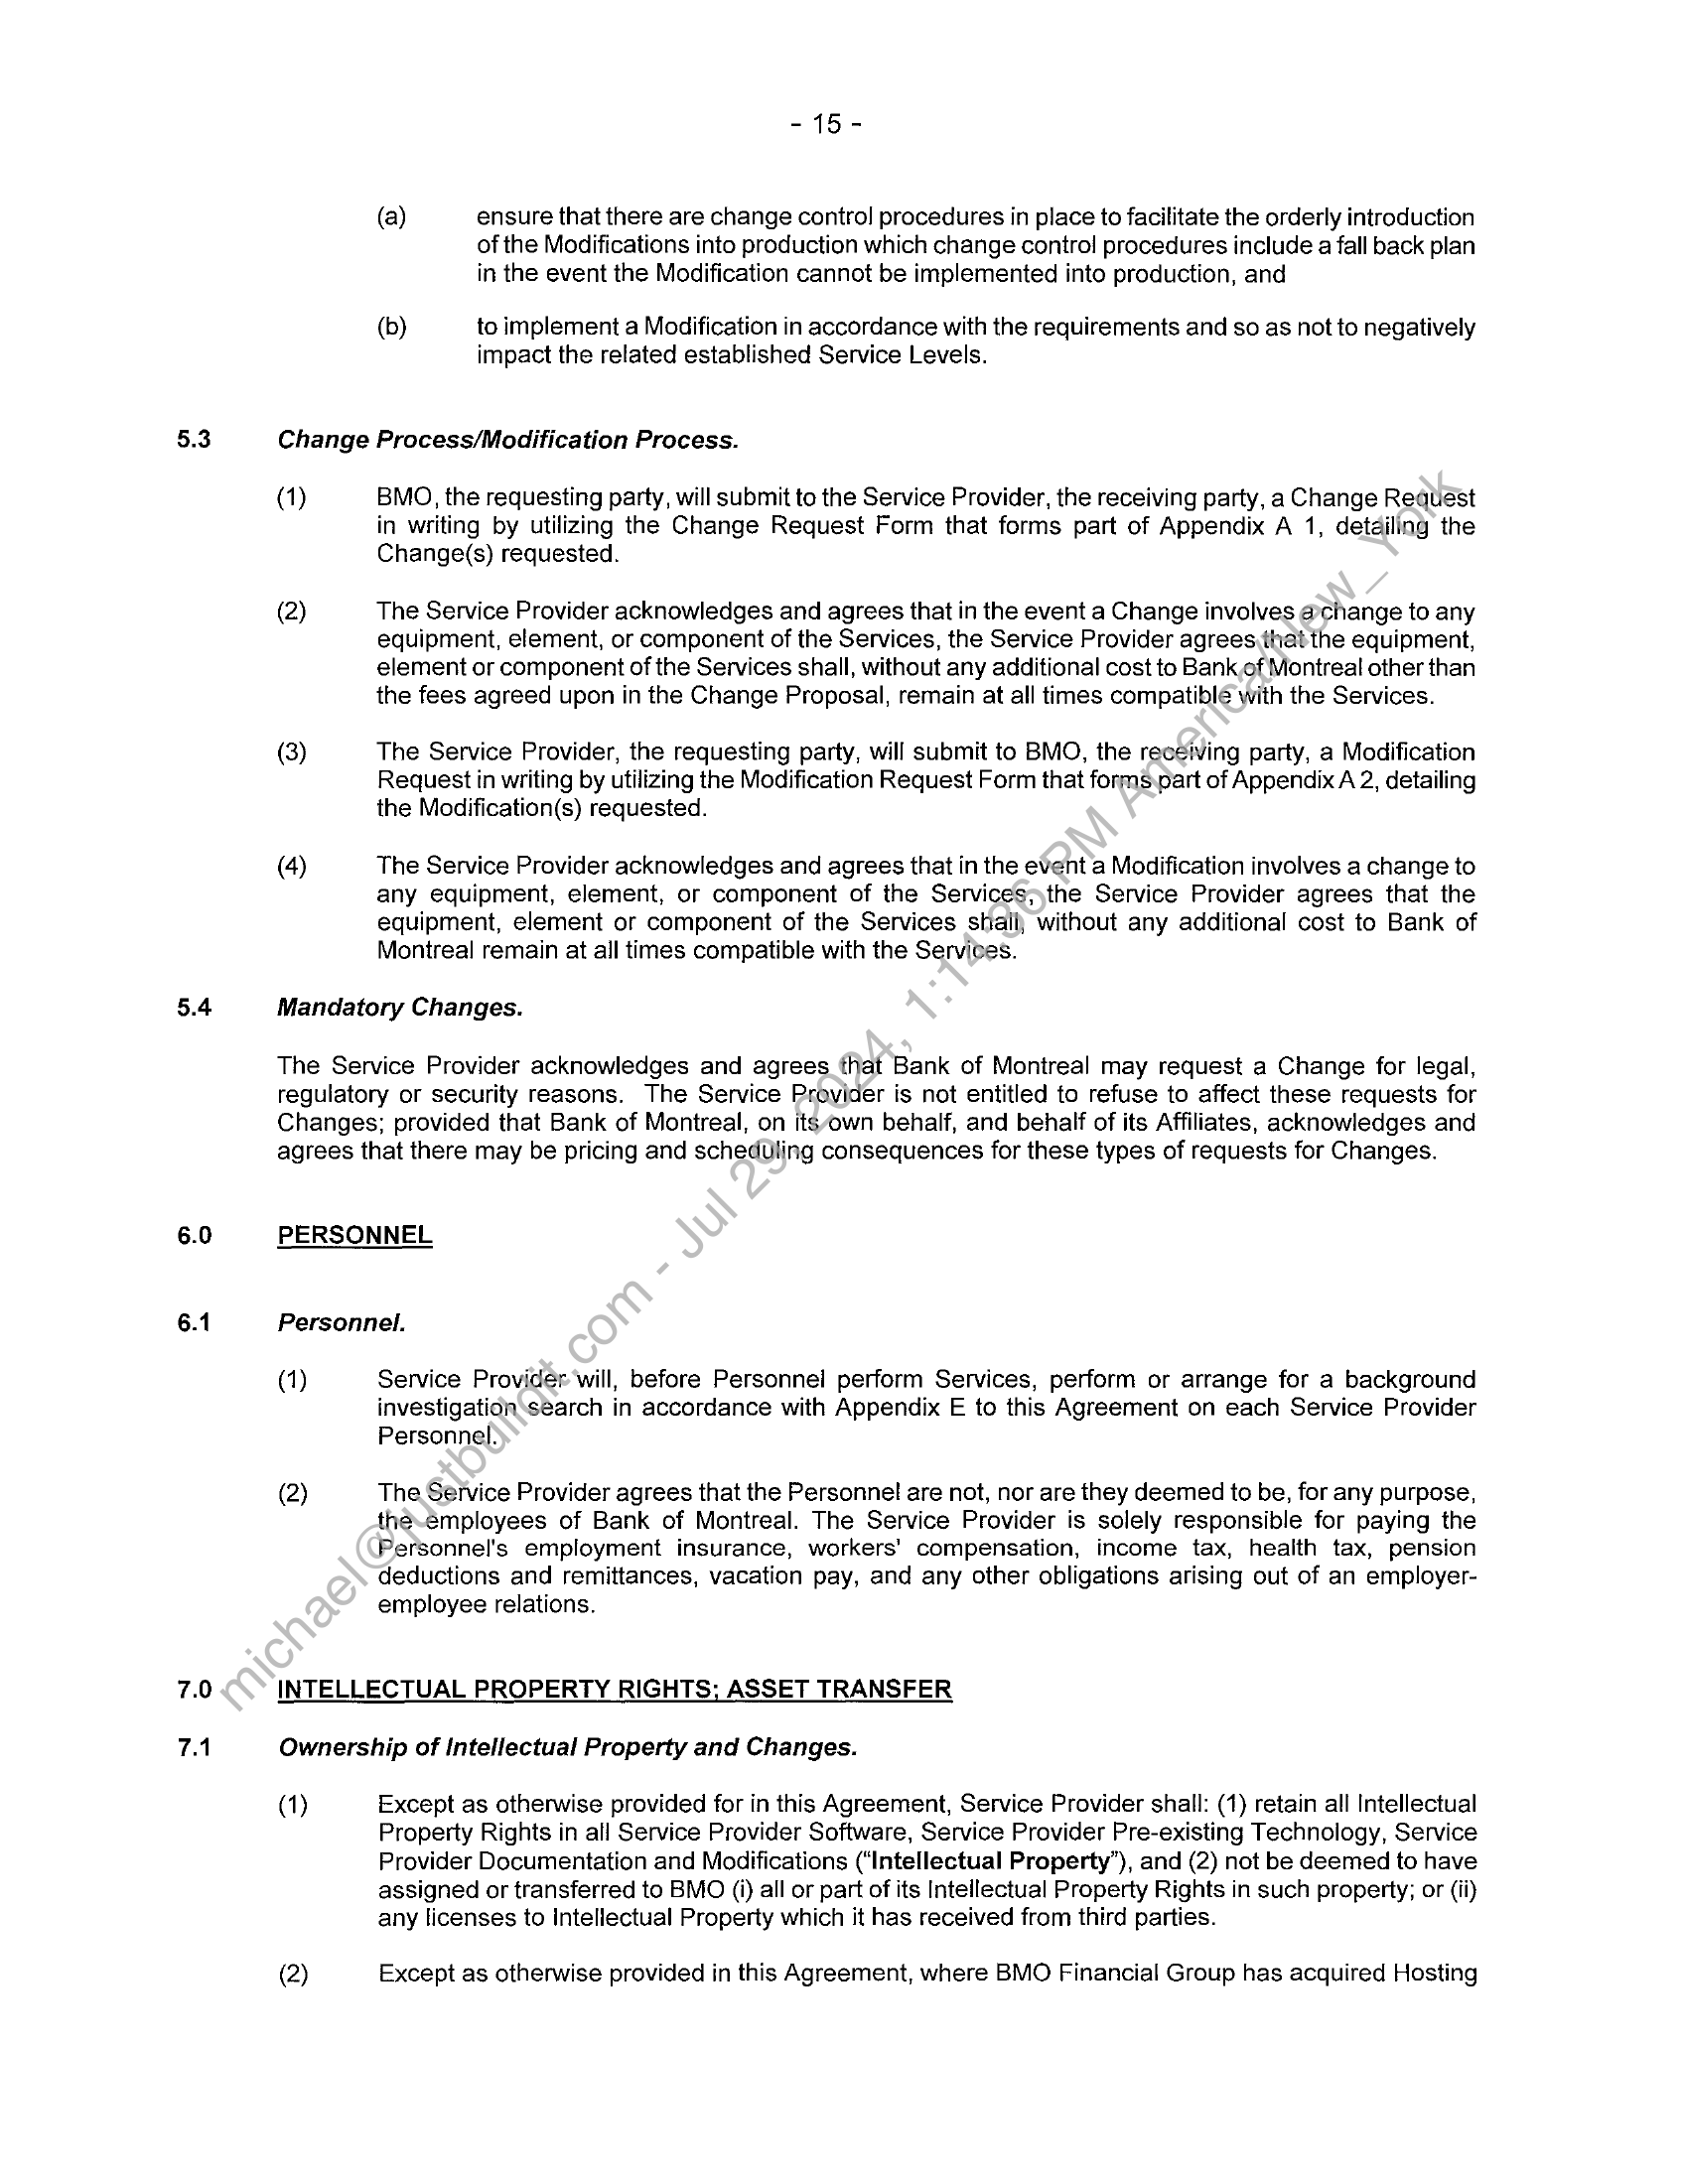 - 15 -
(a) ensure that there are change control procedures in place to facilitate the orderly introduction
of the Modifications into production which change control procedures include a fall back plan
in the event the Modification cannot be implemented into production, and
(b) to implement a Modification in accordance with the requirements and so as not to negatively
impact the related established Service Levels.
5.3 Change Process/Modification Process.
(1) BMO, the requesting party, will submit to the Service Provider, the receiving party, a Change Request
in writing by utilizing the Change Request Form that forms part of Appendix A 1, detailing the
Change(s) requested.
(2) The Service Provider acknowledges and agrees that in the event a Change involves a change to any
equipment, element, or component of the Services, the Service Provider agrees that the equipment,
element or component of the Services shall, without any additional cost to Bank of Montreal other than
the fees agreed upon in the Change Proposal, remain at all times compatible with the Services.
(3) The Service Provider, the requesting party, will submit to BMO, the receiving party, a Modification
Request in writing by utilizing the Modification Request Form that forms part of Appendix A 2, detailing
the Modification(s) requested.
(4) The Service Provider acknowledges and agrees that in the event a Modification involves a change to
any equipment, element, or component of the Services, the Service Provider agrees that the
equipment, element or component of the Services shall, without any additional cost to Bank of
Montreal remain at all times compatible with the Services.
5.4 Mandatory Changes.
The Service Provider acknowledges and agrees that Bank of Montreal may request a Change for legal,
regulatory or security reasons. The Service Provider is not entitled to refuse to affect these requests for
Changes; provided that Bank of Montreal, on its own behalf, and behalf of its Affiliates, acknowledges and
agrees that there may be pricing and scheduling consequences for these types of requests for Changes.
6.0 PERSONNEL
6.1 Personnel.
(1) Service Provider will, before Personnel perform Services, perform or arrange for a background
investigation search in accordance with Appendix E to this Agreement on each Service Provider
Personnel.
(2) The Service Provider agrees that the Personnel are not, nor are they deemed to be, for any purpose,
the employees of Bank of Montreal. The Service Provider is solely responsible for paying the
Personnel's employment insurance, workers' compensation, income tax, health tax, pension
deductions and remittances, vacation pay, and any other obligations arising out of an employer-
employee relations.
7.0 INTELLECTUAL PROPERTY RIGHTS; ASSET TRANSFER
7.1 Ownership of Intellectual Property and Changes.
(1) Except as otherwise provided for in this Agreement, Service Provider shall: (1) retain all Intellectual
Property Rights in all Service Provider Software, Service Provider Pre-existing Technology, Service
Provider Documentation and Modifications (“Intellectual Property”), and (2) not be deemed to have
assigned or transferred to BMO (i) all or part of its Intellectual Property Rights in such property; or (ii)
any licenses to Intellectual Property which it has received from third parties.
(2) Except as otherwise provided in this Agreement, where BMO Financial Group has acquired Hosting
michael@justbuildit.com - Jul 29, 2024, 1:14:36 PM America/New_York